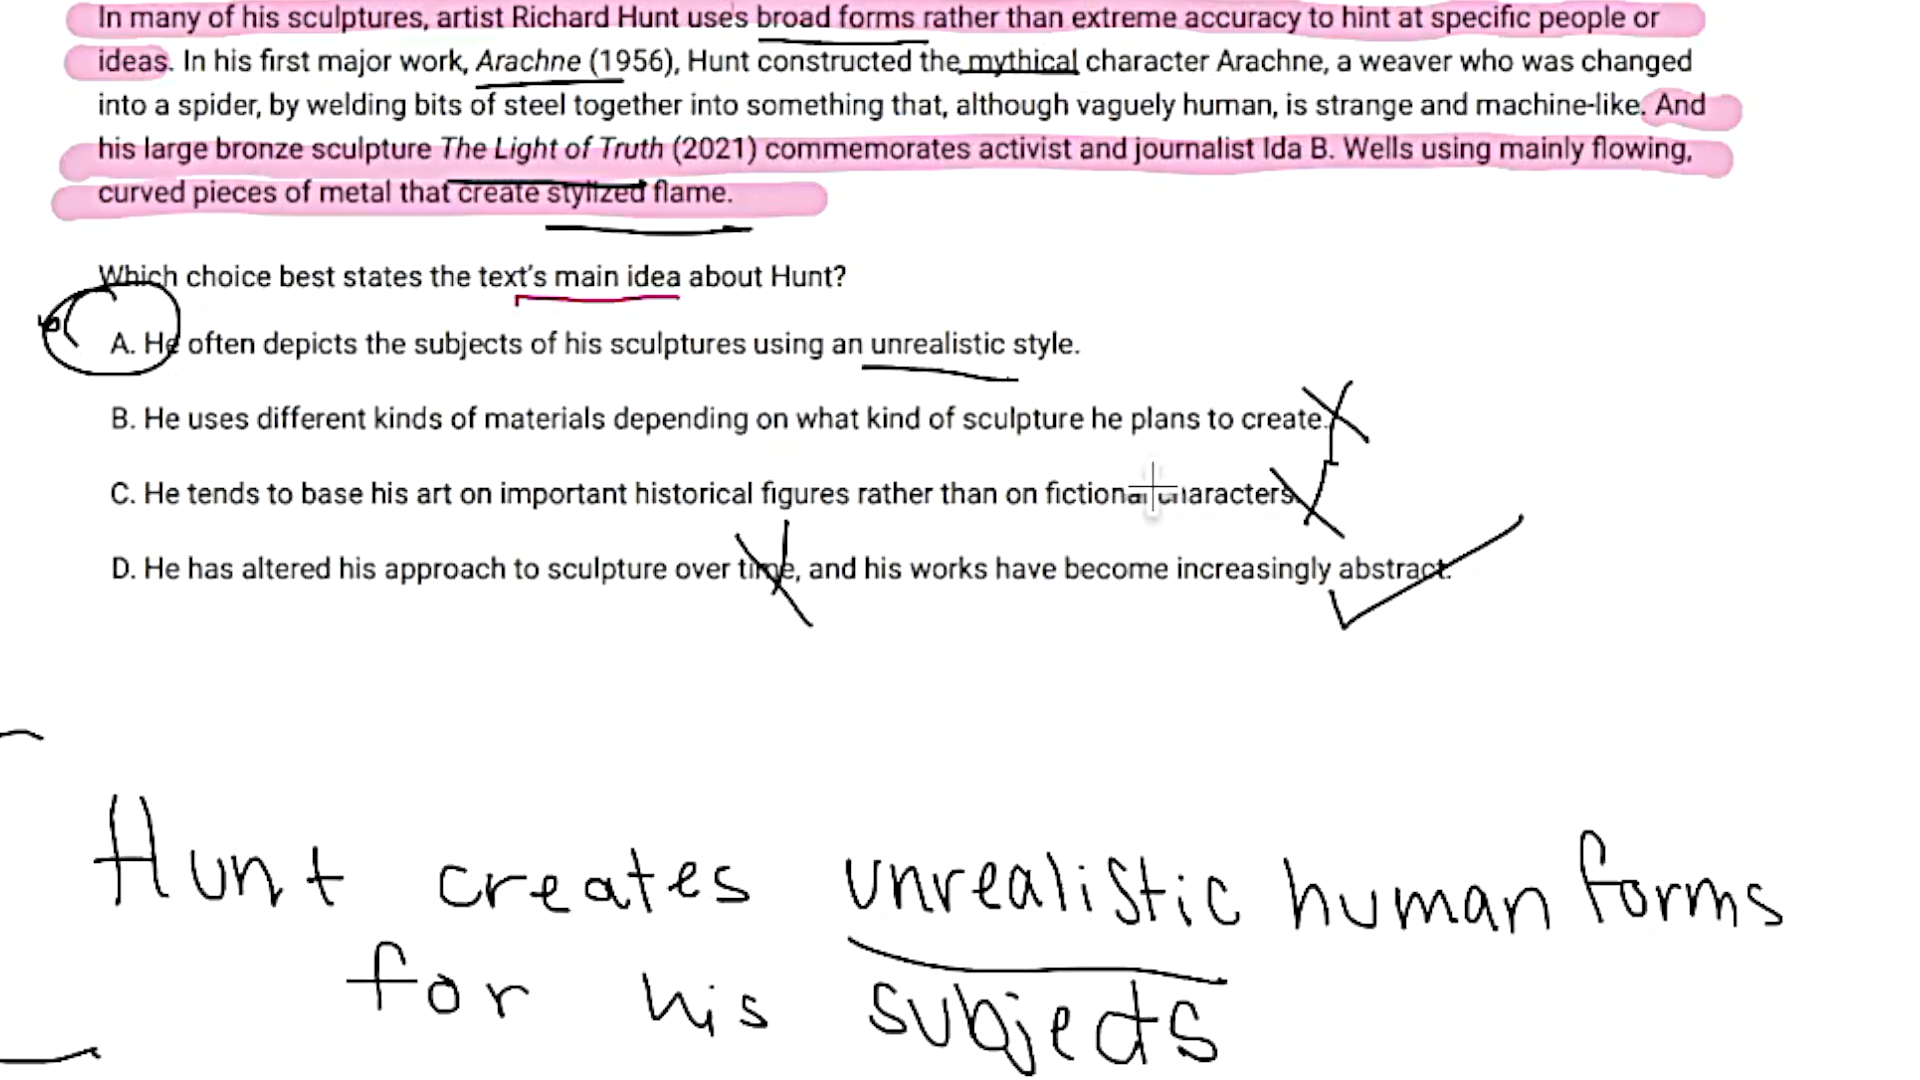 In many of his sculptures, artist Richard Hunt uses broad forms rather than extreme accuracy to hint at specific people or
ideas. In his first major work, Arachne (1956), Hunt constructed the mythical character Arachne, a weaver who was changed
into a spider, by welding bits of steel together into something that, although vaguely human, is strange and machine-like. And
his large bronze sculpture The Light of Truth (2021) commemorates activist and journalist Ida B. Wells using mainly flowing,
curved pieces of metal that create stylized flame.
Which choice best states the text's main idea about Hunt?
A. He often depicts the subjects of his sculptures using an unrealistic style.
B. He uses different kinds of materials depending on what kind of sculpture he plans to create.
C. He tends to base his art on important historical figures rather than on fictional characters.
D. He has altered his approach to sculpture over time, and his works have become increasingly abstract.
Hunt creates unrealistic human forms
for his subjects